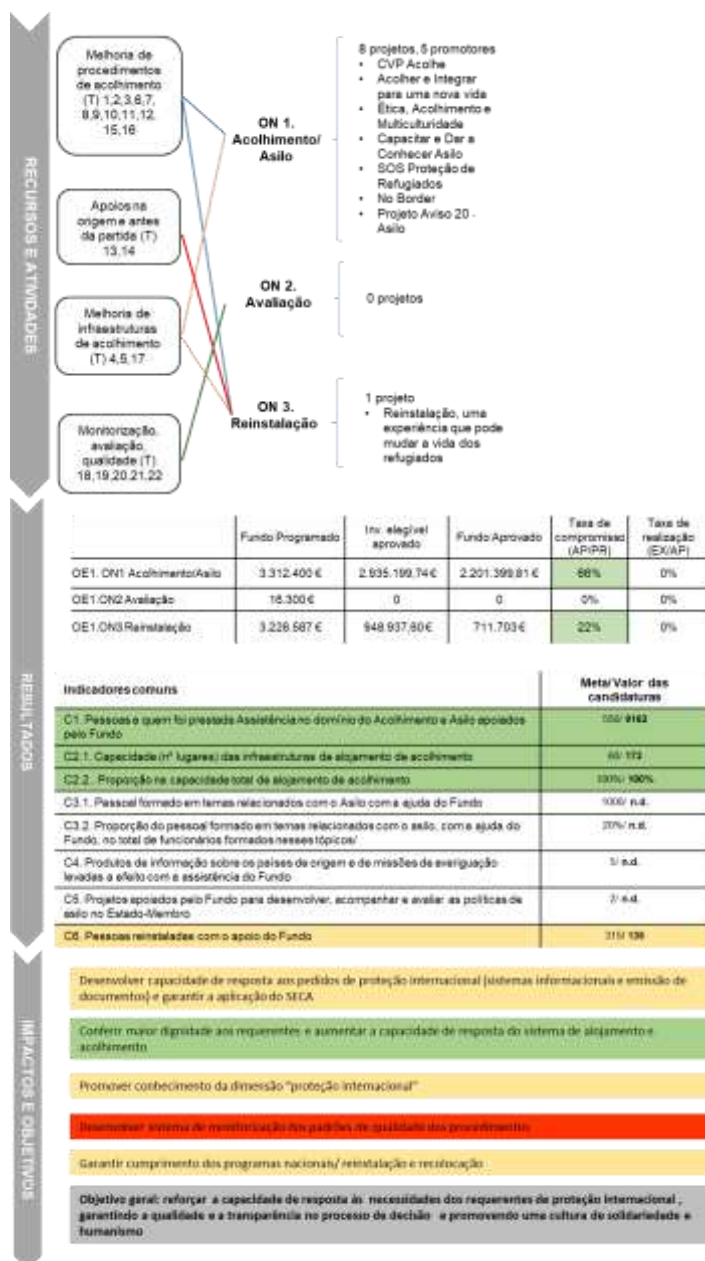 RECURSOS E ATIVIDADES
Melhoria de
procedimentos
de acolhimento
(T) 1,2,3,6,7,
8,9,10,11,12,
15,16
Apoios na
origem e antes
da partida (T)
13,14
Melhoria de
infraestruturas
de acolhimento
(T) 4,5,17
Monitorização,
avaliação,
qualidade (T)
18,19,20,21,22
ON 1.
Acolhimento/
Asilo
ON 2.
Avaliação
ON 3.
Reinstalação
8 projetos, 5 promotores
• CVP Acolhe
• Acolher e Integrar
para uma nova vida
• Ética, Acolhimento e
Multiculturidade
• Capacitar e Dar a
Conhecer Asilo
• SOS Proteção de
Refugiados
• No Border
• Projeto Aviso 20 -
Asilo
0 projetos
1 projeto
• Reinstalação, uma
experiência que pode
mudar a vida dos
refugiados
RESULTADOS
Fundo Programado Inv. elegível aprovado Fundo Aprovado Taxa de compromisso (AP/PR) Taxa de realização (EX/AP)
OE1. ON1 Acolhimento/Asilo 3.312.400 € 2.935.199,74€ 2.201.399,81 € 66% 0%
OE1.ON2 Avaliação 16.300 € 0 0 0% 0%
OE1.ON3 Reinstalação 3.226.587 € 948.937,60€ 711.703 € 22% 0%
Indicadores comuns Meta/ Valor das candidaturas
C1. Pessoas a quem foi prestada Assistência no domínio do Acolhimento e Asilo apoiados
pelo Fundo 9162
C2.1. Capacidade (nº lugares) das infraestruturas de alojamento de acolhimento 172
C2.2. Proporção na capacidade total de alojamento de acolhimento 100%/ 100%
C3.1. Pessoal formado em temas relacionados com o Asilo com a ajuda do Fundo 1000/ n.d.
C3.2. Proporção do pessoal formado em temas relacionados com o asilo, com a ajuda do
Fundo, no total de funcionários formados nesses tópicos/ 20%/ n.d.
C4. Produtos de informação sobre os países de origem e de missões de averiguação
levadas a efeito com a assistência do Fundo n.d.
C5. Projetos apoiados pelo Fundo para desenvolver, acompanhar e avaliar as políticas de
asilo no Estado-Membro 2/ n.d.
C6. Pessoas reinstaladas com o apoio do Fundo
IMPACTOS E OBJETIVOS
Desenvolver capacidade de resposta aos pedidos de proteção internacional (sistemas informacionais e emissão de
documentos) e garantir a aplicação do SECA
Conferir maior dignidade aos requerentes e aumentar a capacidade de resposta do sistema de alojamento e
acolhimento
Promover conhecimento da dimensão "proteção internacional"
Desenvolver sistema de monitorização dos padrões de qualidade dos procedimentos
Garantir cumprimento dos programas nacionais/ reinstalação e recolocação
Objetivo geral: reforçar a capacidade de resposta às necessidades dos requerentes de proteção internacional ,
garantindo a qualidade e a transparência no processo de decisão e promovendo uma cultura de solidariedade e
humanismo